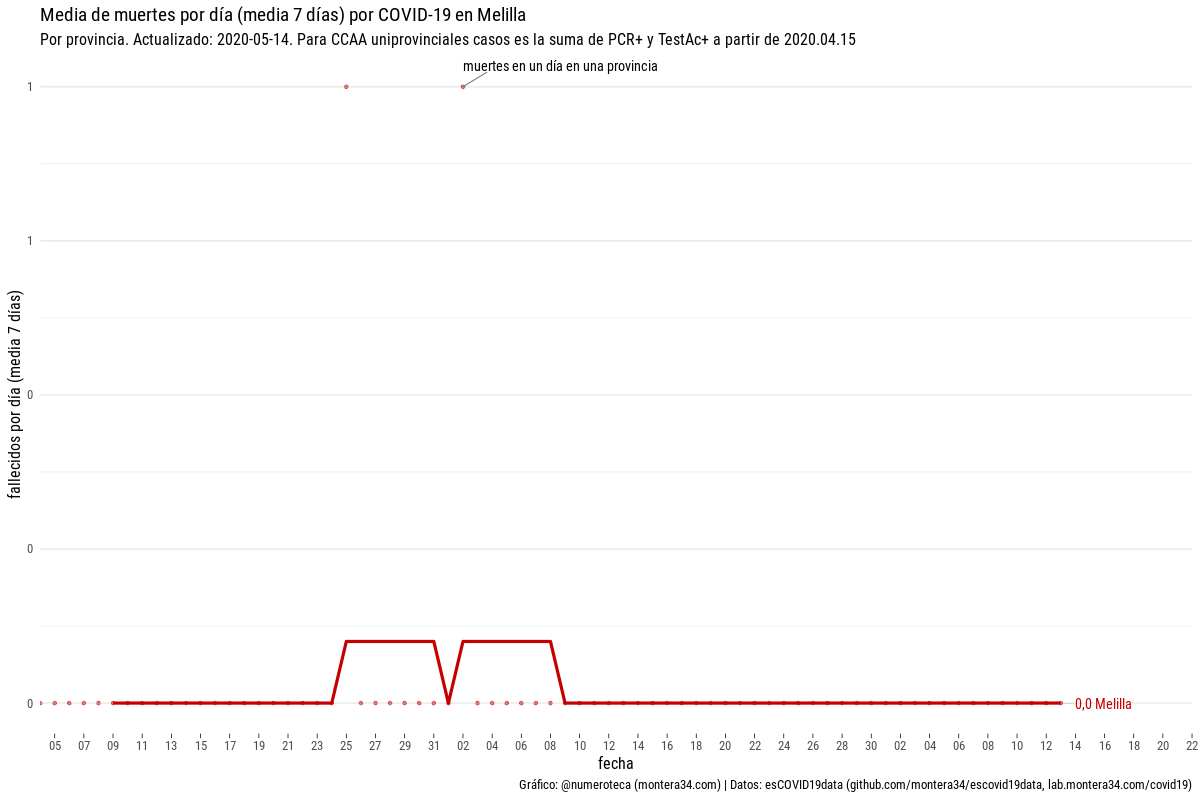 Media de muertes por día (media 7 días) por COVID-19 en Melilla
Por provincia. Actualizado: 2020-05-14. Para CCAA uniprovinciales casos es la suma de PCR+ y TestAc+ a partir de 2020.04.15
muertes en un día en una provincia
1
1
0
0
0
fallecidos por día (media 7 días)
0,0 Melilla
05 07 09 11 13 15 17 19 21 23 25 27 29 31 02 04 06 08 10 12 14 16 18 20 22 24 26 28 30 02 04 06 08 10 12 14 16 18 20 22
fecha
Gráfico: @numeroteca (montera34.com) | Datos: esCOVID19data (github.com/montera34/escovid19data, lab.montera34.com/covid19)